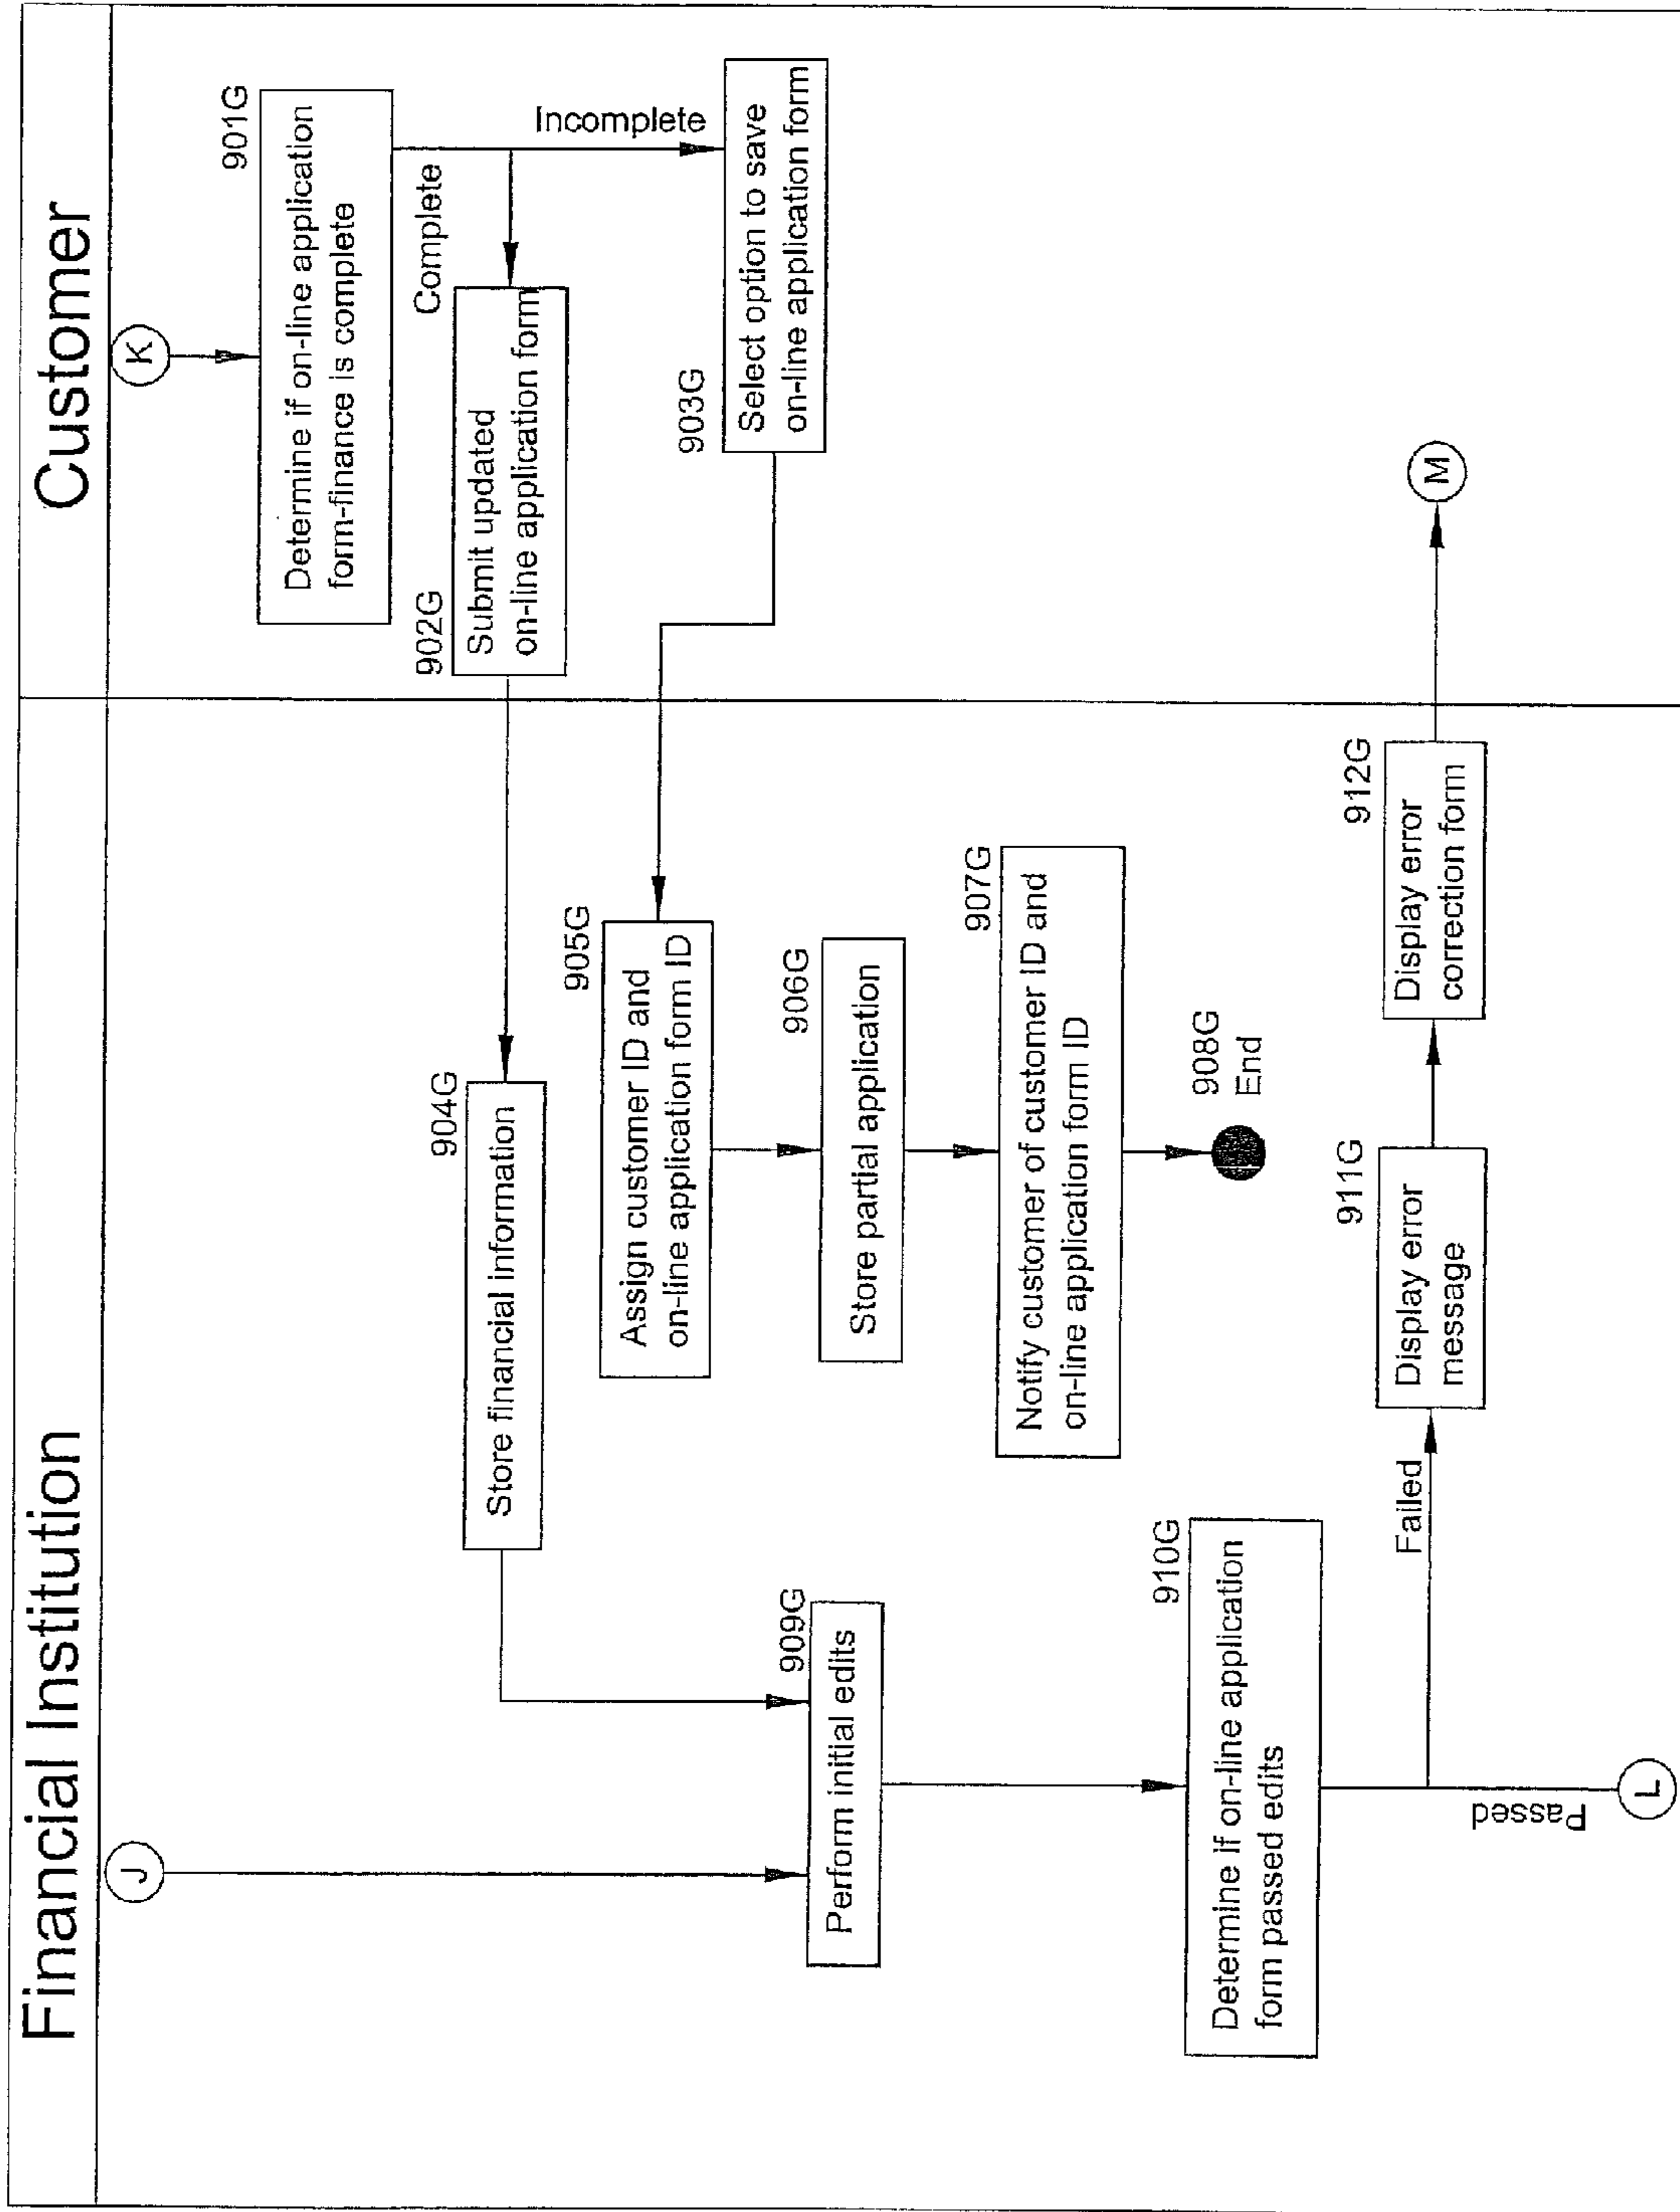 Financial Institution
Customer
J
K
901G
Determine if on-line application
form-finance is complete
Complete
Incomplete
902G
Submit updated
on-line application form
903G
Select option to save
on-line application form
904G
Store financial information
905G
Assign customer ID and
on-line application form ID
906G
Store partial application
907G
Notify customer of customer ID and
on-line application form ID
908G
End
909G
Perform initial edits
910G
Determine if on-line application
form passed edits
Failed
Passed
911G
Display error
message
912G
Display error
correction form
M
L